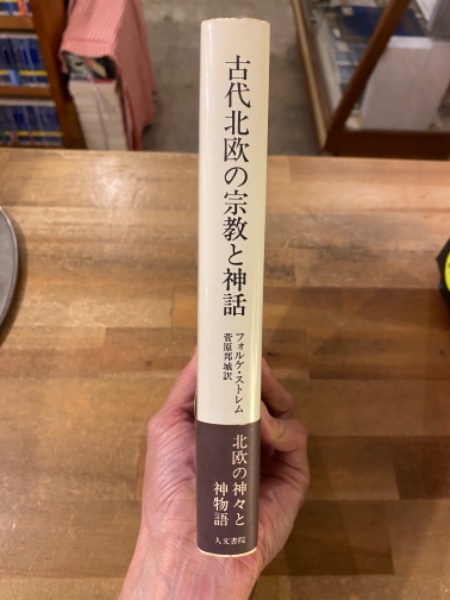 古代北欧の宗教と神話
フォルケ・ストレム
菅原邦城訳
北欧の神々と
神物語
人文書院